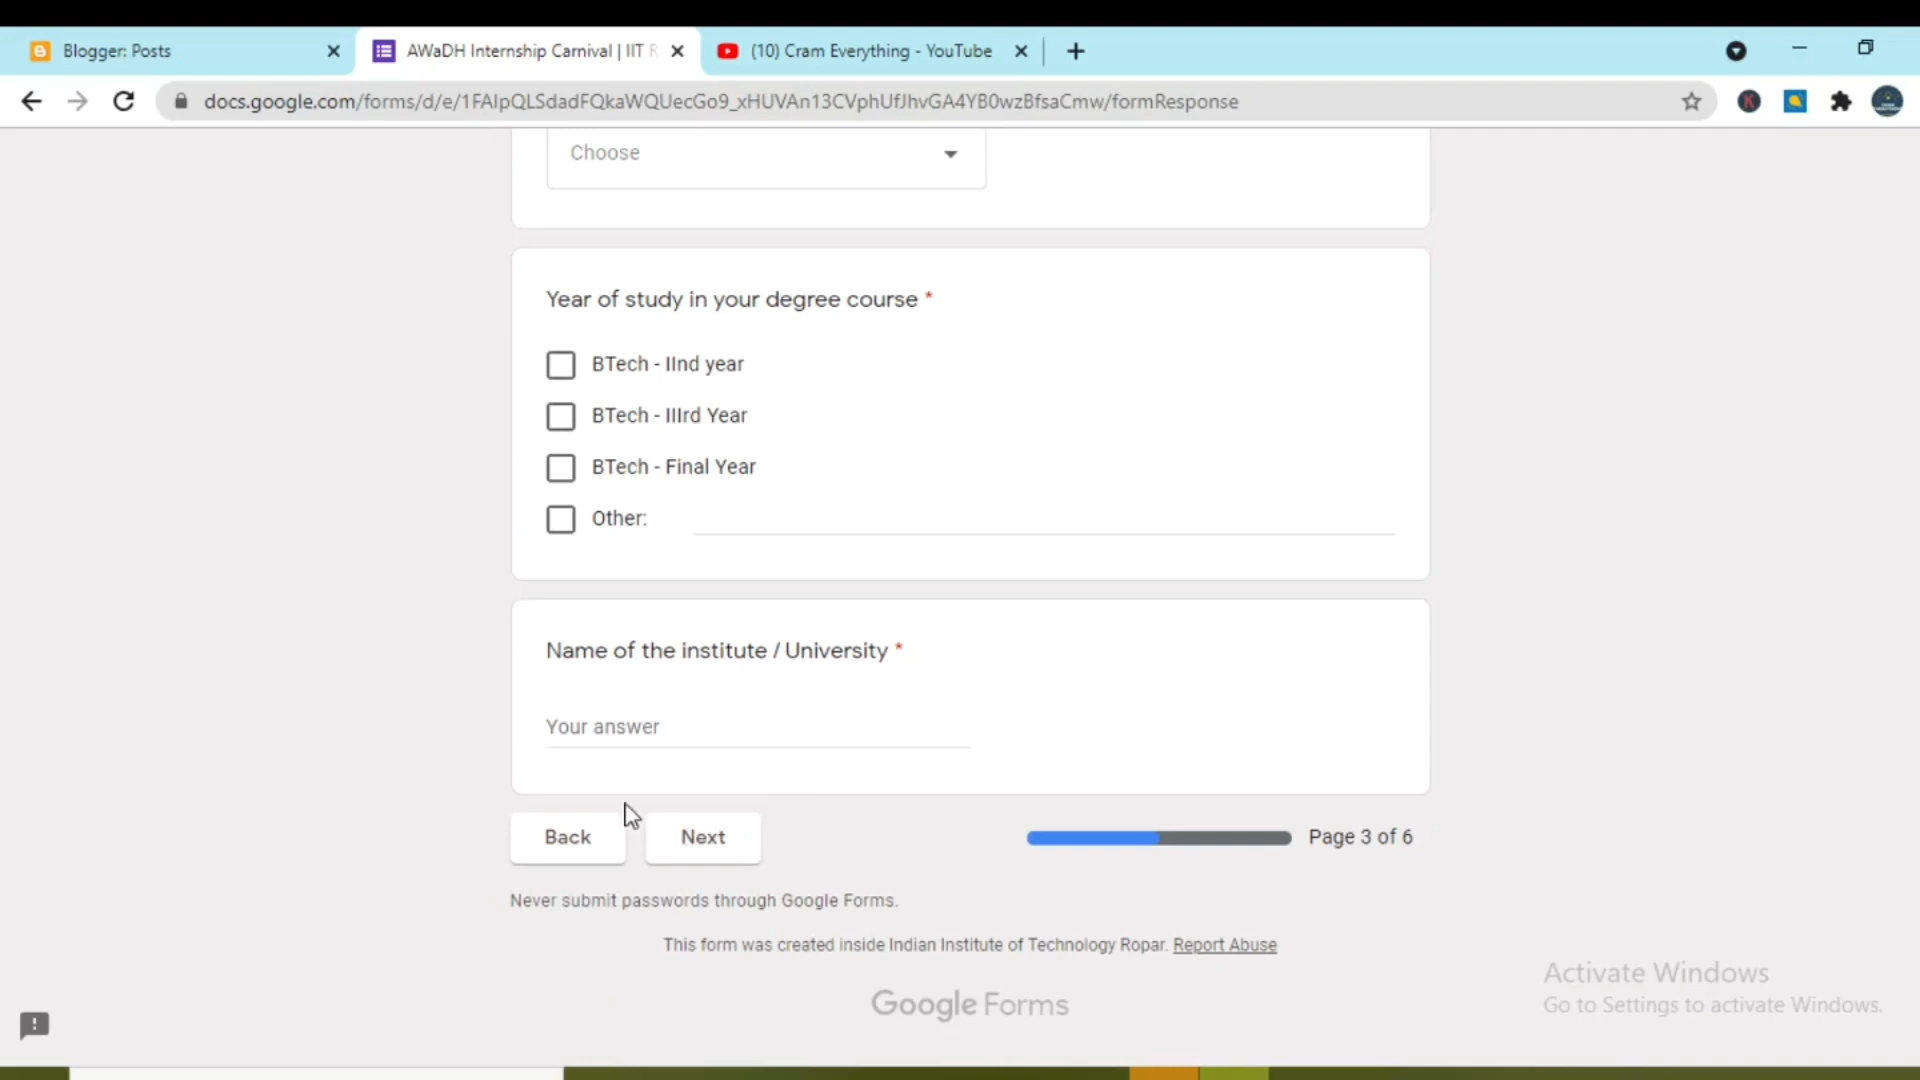 Blogger: Posts
AWaDH Internship Carnival | IIT R
(10) Cram Everything - YouTube
docs.google.com/forms/d/e/1FAIpQLSdadFQkaWQUecGo9_xHUVAn13CVphUfJhvGA4YB0wzBfsaCmw/formResponse
Choose
Year of study in your degree course *
BTech - IInd year
BTech - IIIrd Year
BTech - Final Year
Other:
Name of the institute / University *
Your answer
Back
Next
Page 3 of 6
Never submit passwords through Google Forms.
This form was created inside Indian Institute of Technology Ropar. Report Abuse
Google Forms
Activate Windows
Go to Settings to activate Windows.